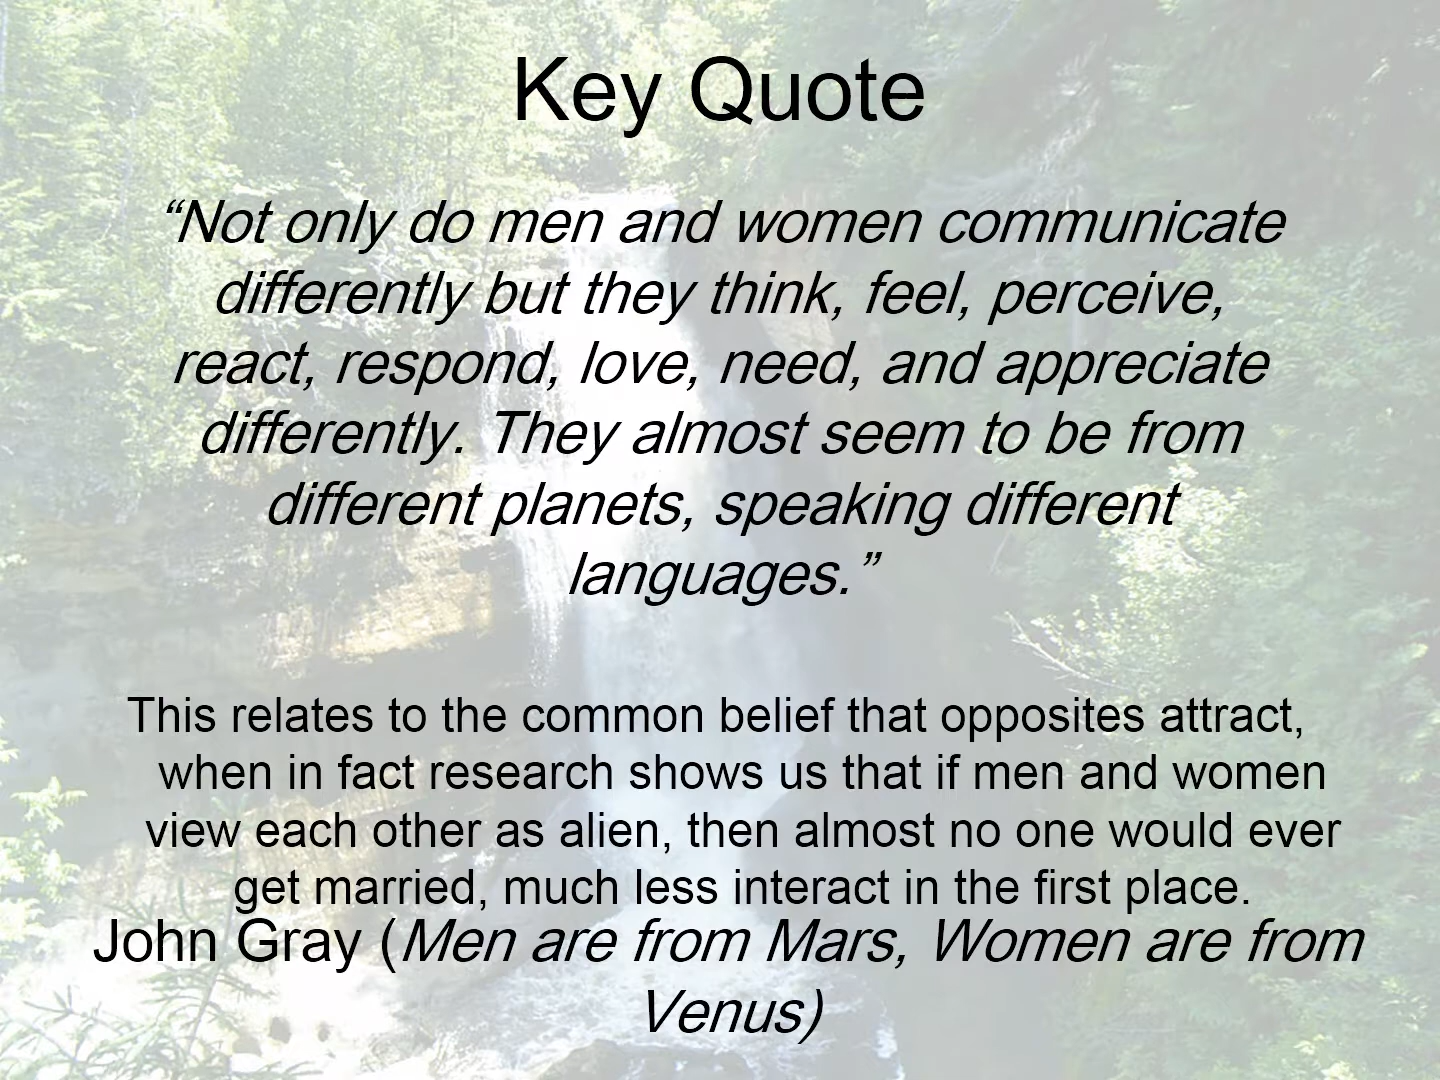 Key Quote
“Not only do men and women communicate
differently but they think, feel, perceive,
react, respond, love, need, and appreciate
differently. They almost seem to be from
different planets, speaking different
languages.”
This relates to the common belief that opposites attract,
when in fact research shows us that if men and women
view each other as alien, then almost no one would ever
get married, much less interact in the first place.
John Gray (Men are from Mars, Women are from
Venus)